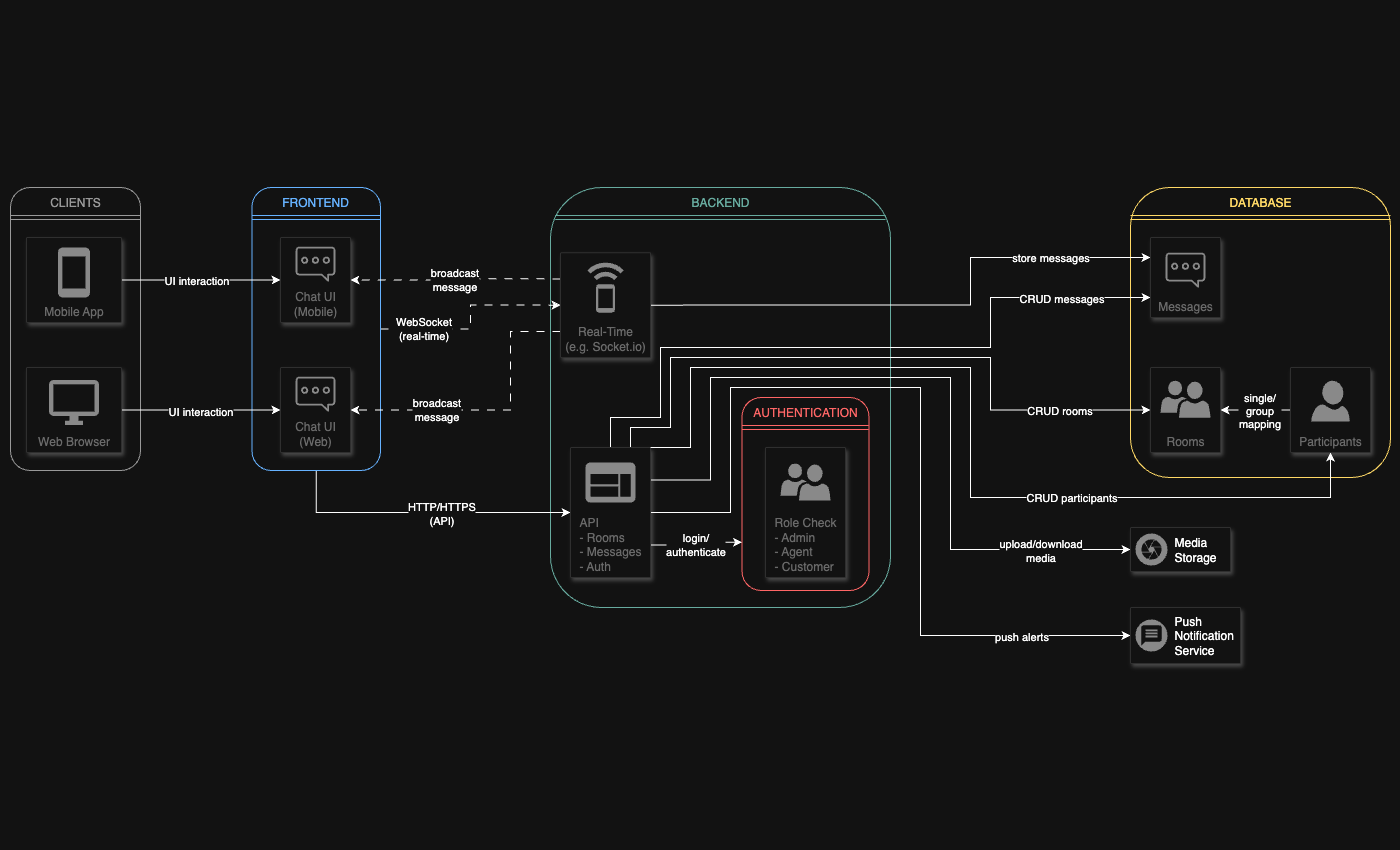 CLIENTS
Mobile App
Web Browser
UI interaction
UI interaction
FRONTEND
Chat UI
(Mobile)
Chat UI
(Web)
broadcast
message
WebSocket
(real-time)
broadcast
message
HTTP/HTTPS
(API)
BACKEND
Real-Time
(e.g. Socket.io)
API
- Rooms
- Messages
- Auth
login/
authenticate
AUTHENTICATION
Role Check
- Admin
- Agent
- Customer
store messages
CRUD messages
CRUD rooms
CRUD participants
upload/download
media
push alerts
DATABASE
Messages
Rooms
single/
group
mapping
Participants
Media
Storage
Push
Notification
Service